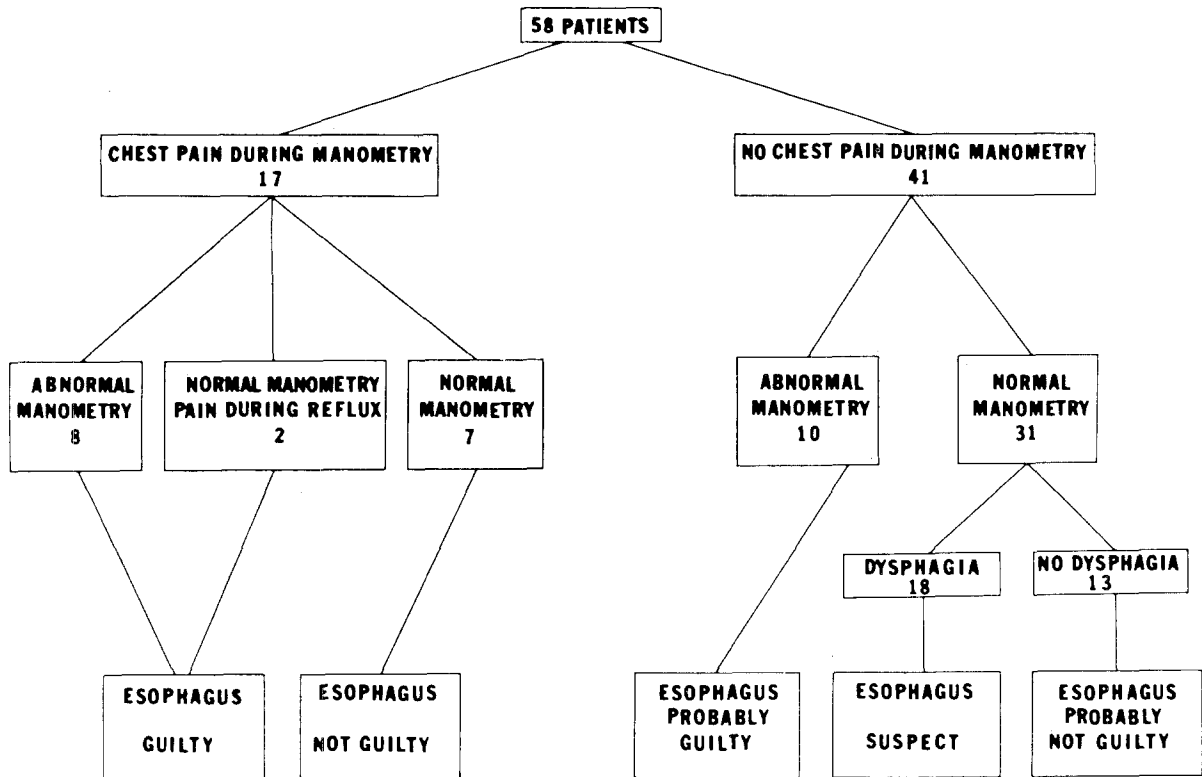 58 PATIENTS
CHEST PAIN DURING MANOMETRY
17
NO CHEST PAIN DURING MANOMETRY
41
ABNORMAL
MANOMETRY
8
NORMAL MANOMETRY
PAIN DURING REFLUX
2
NORMAL
MANOMETRY
7
ABNORMAL
MANOMETRY
10
NORMAL
MANOMETRY
31
DYSPHAGIA
18
NO DYSPHAGIA
13
ESOPHAGUS
GUILTY
ESOPHAGUS
NOT GUILTY
ESOPHAGUS
PROBABLY
GUILTY
ESOPHAGUS
SUSPECT
ESOPHAGUS
PROBABLY
NOT GUILTY